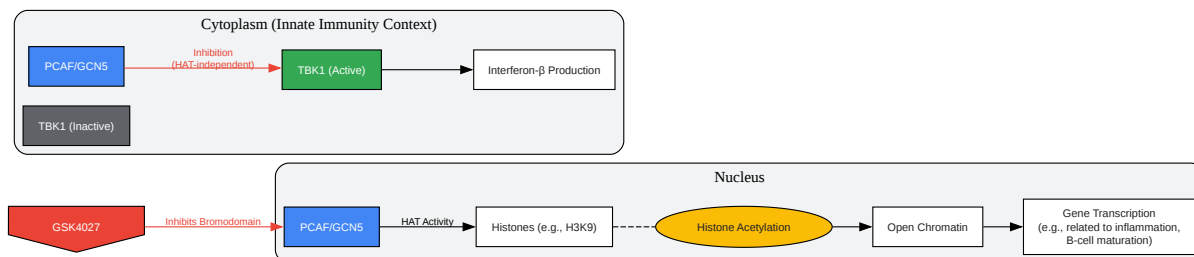 Cytoplasm (Innate Immunity Context)
PCAF/GCN5
Inhibition
(HAT-independent)
TBK1 (Active)
Interferon-β Production
TBK1 (Inactive)
Nucleus
GSK4027
Inhibits Bromodomain
PCAF/GCN5
HAT Activity
Histones (e.g., H3K9)
Histone Acetylation
Open Chromatin
Gene Transcription
(e.g., related to inflammation,
B-cell maturation)